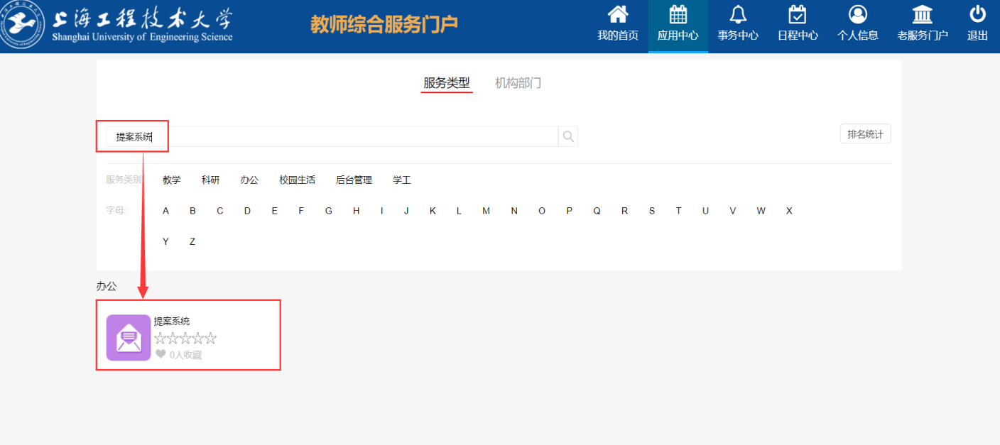 上海工程技术大学
Shanghai University of Engineering Science
教师综合服务门户
我的首页 应用中心 事务中心 日程中心 个人信息 老服务门户 退出
服务类型 机构部门
提案系统
排名统计
服务类别 教学 科研 办公 校园生活 后台管理 学工
字母: A B C D E F G H I J K L M N O P Q R S T U V W X
Y Z
办公
提案系统
0人收藏